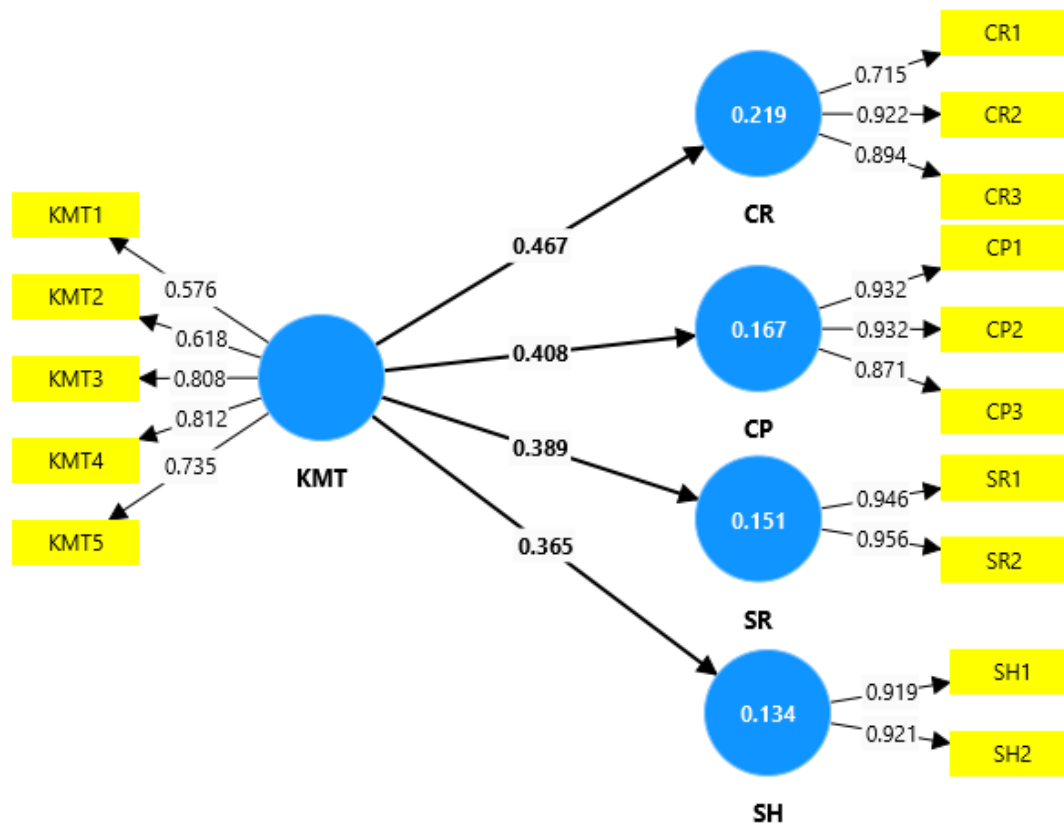 KMT1
KMT2
KMT3
KMT4
KMT5
0.576
0.618
0.808
0.812
0.735
KMT
0.467
0.408
0.389
0.365
0.219
CR
0.715
0.922
0.894
CR1
CR2
CR3
0.167
CP
0.932
0.932
0.871
CP1
CP2
CP3
0.151
SR
0.946
0.956
SR1
SR2
0.134
SH
0.919
0.921
SH1
SH2